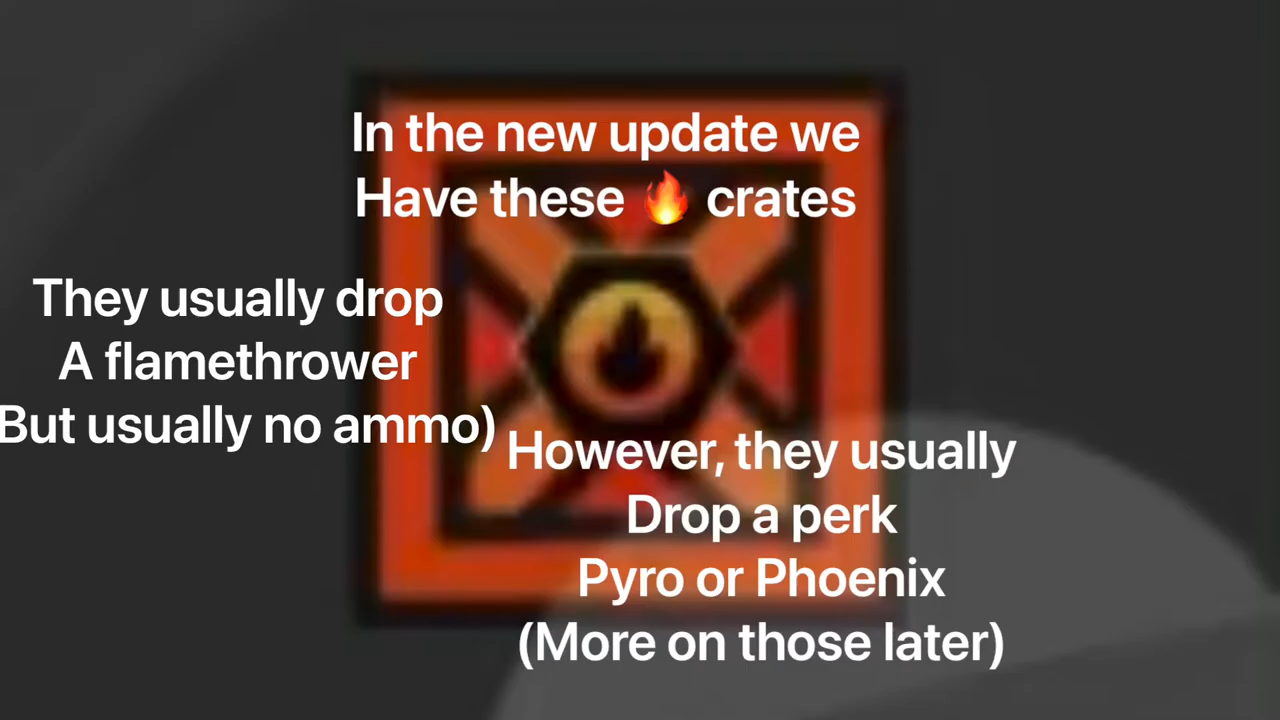 In the new update we
Have these 🔥 crates
They usually drop
A flamethrower
But usually no ammo)
However, they usually
Drop a perk
Pyro or Phoenix
(More on those later)